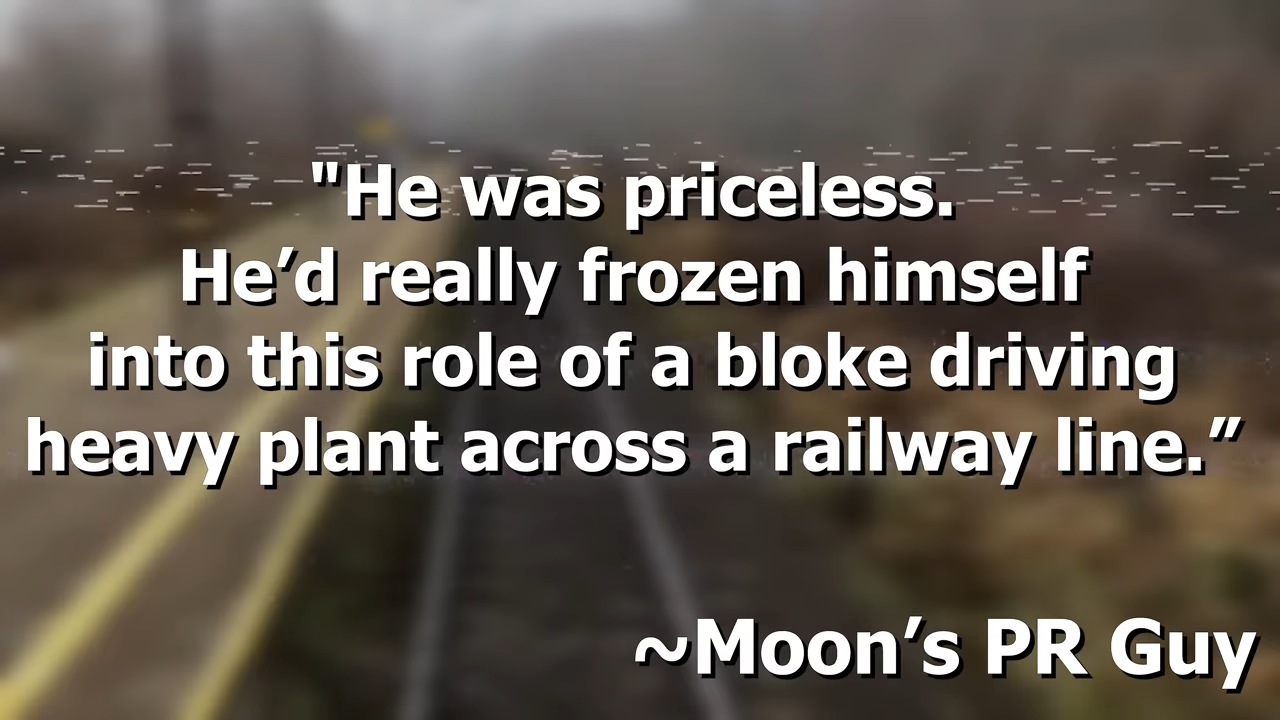 "He was priceless.
He’d really frozen himself
into this role of a bloke driving
heavy plant across a railway line.”
~Moon’s PR Guy